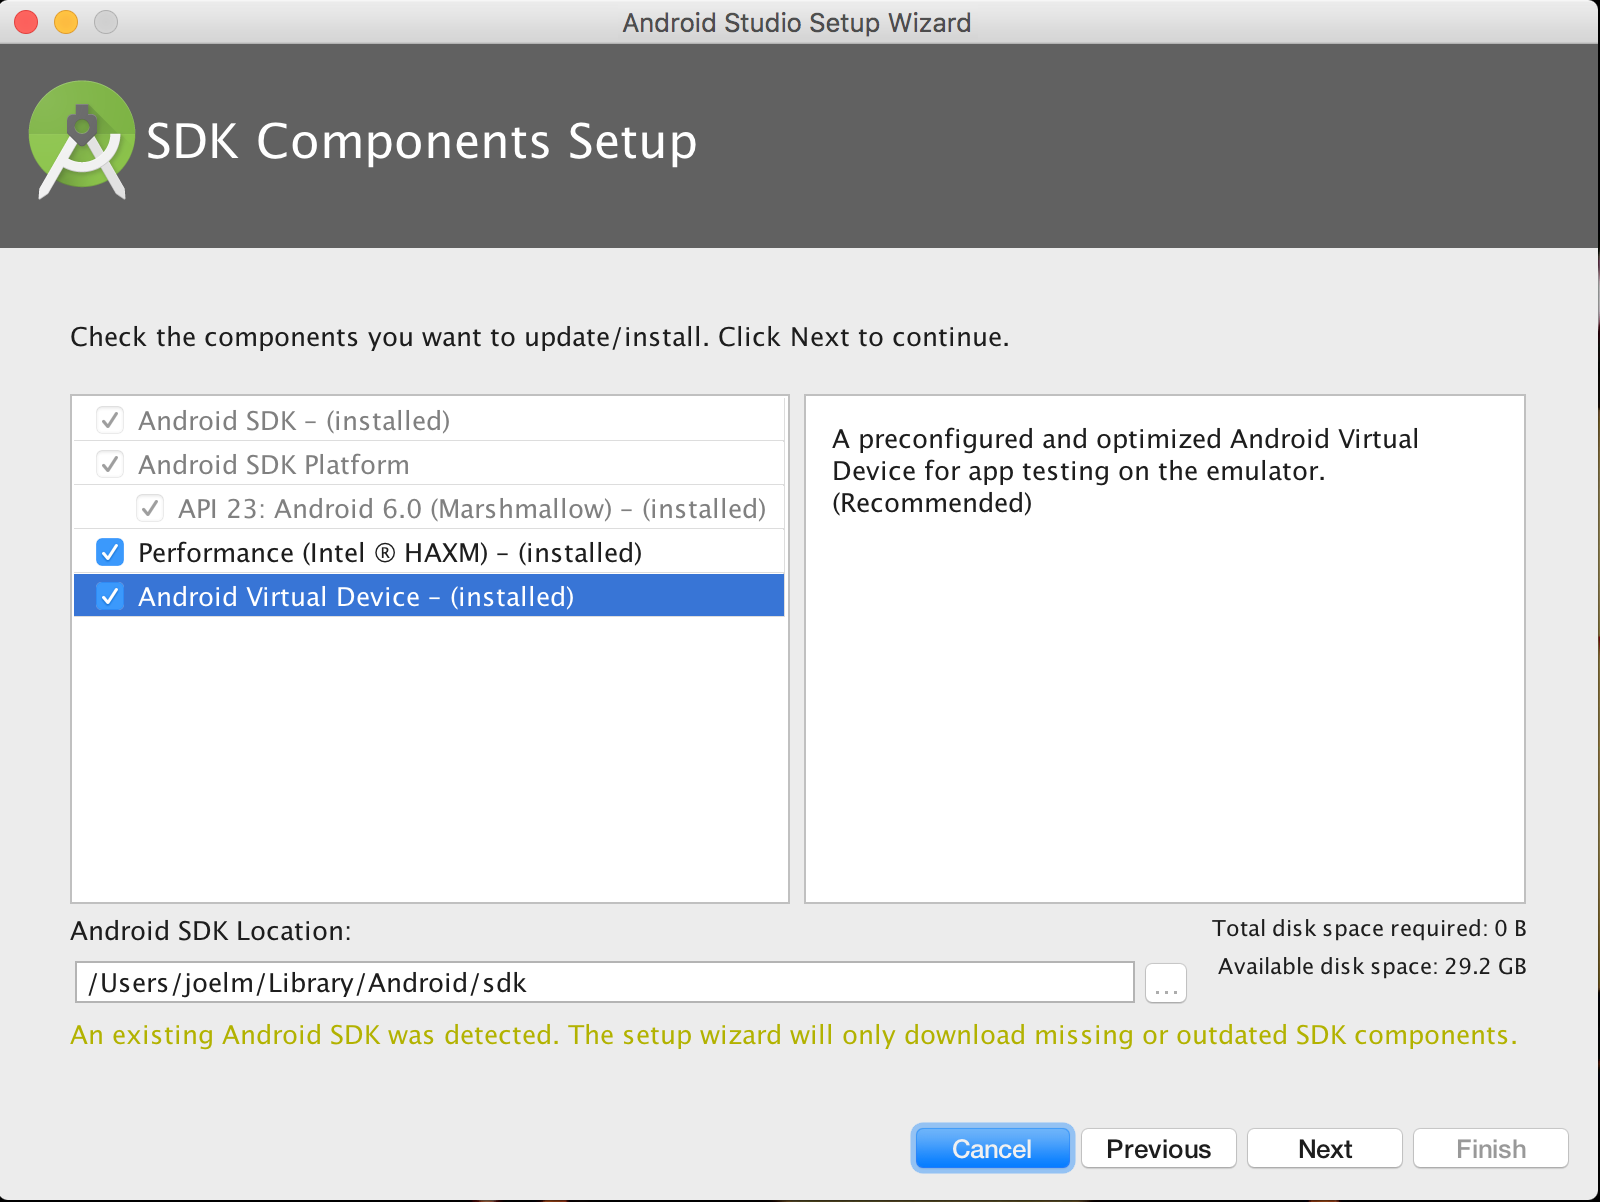 Android Studio Setup Wizard
SDK Components Setup
Check the components you want to update/install. Click Next to continue.
Android SDK – (installed)
Android SDK Platform
API 23: Android 6.0 (Marshmallow) – (installed)
Performance (Intel ® HAXM) – (installed)
Android Virtual Device – (installed)
A preconfigured and optimized Android Virtual
Device for app testing on the emulator.
(Recommended)
Android SDK Location:
/Users/joelm/Library/Android/sdk
...
Total disk space required: 0 B
Available disk space: 29.2 GB
An existing Android SDK was detected. The setup wizard will only download missing or outdated SDK components.
Cancel
Previous
Next
Finish